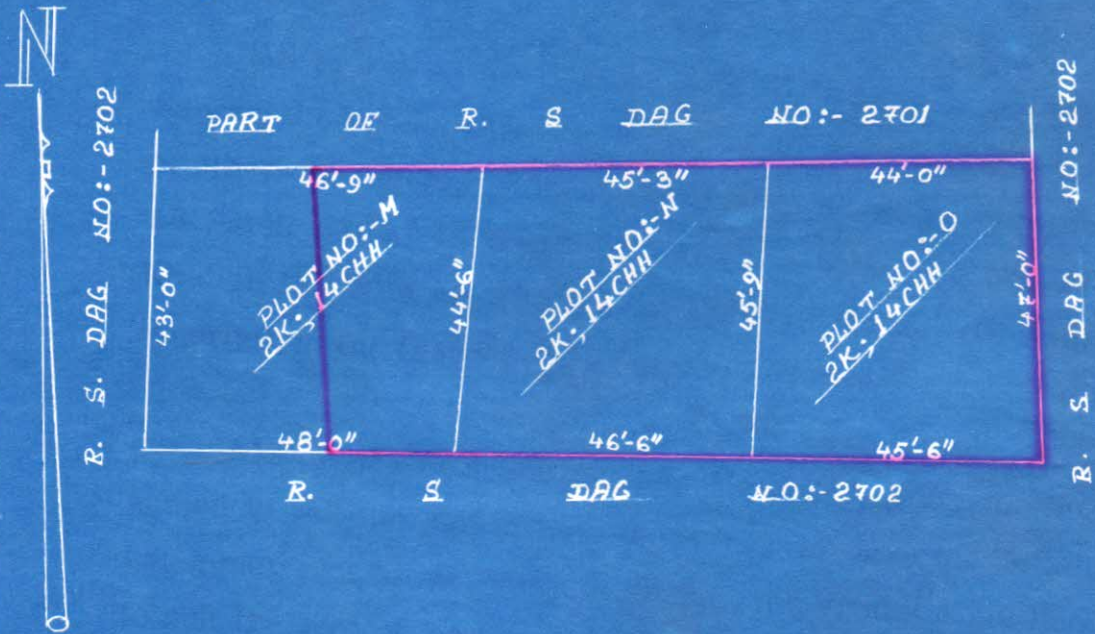 N
PART OF R. S DAG NO:- 2701
R. S. DAG NO:-2702
R. S DAG NO:-2702
46'-9"
45'-3"
44'-0"
43'-0"
PLOT NO:-M
2K. 14CHH
44'-6"
PLOT NO:-N
2K. 14CHH
45'-9"
PLOT NO:-O
2K. 14CHH
47'-0"
48'-0"
46'-6"
45'-6"
R. S DAG NO:-2702